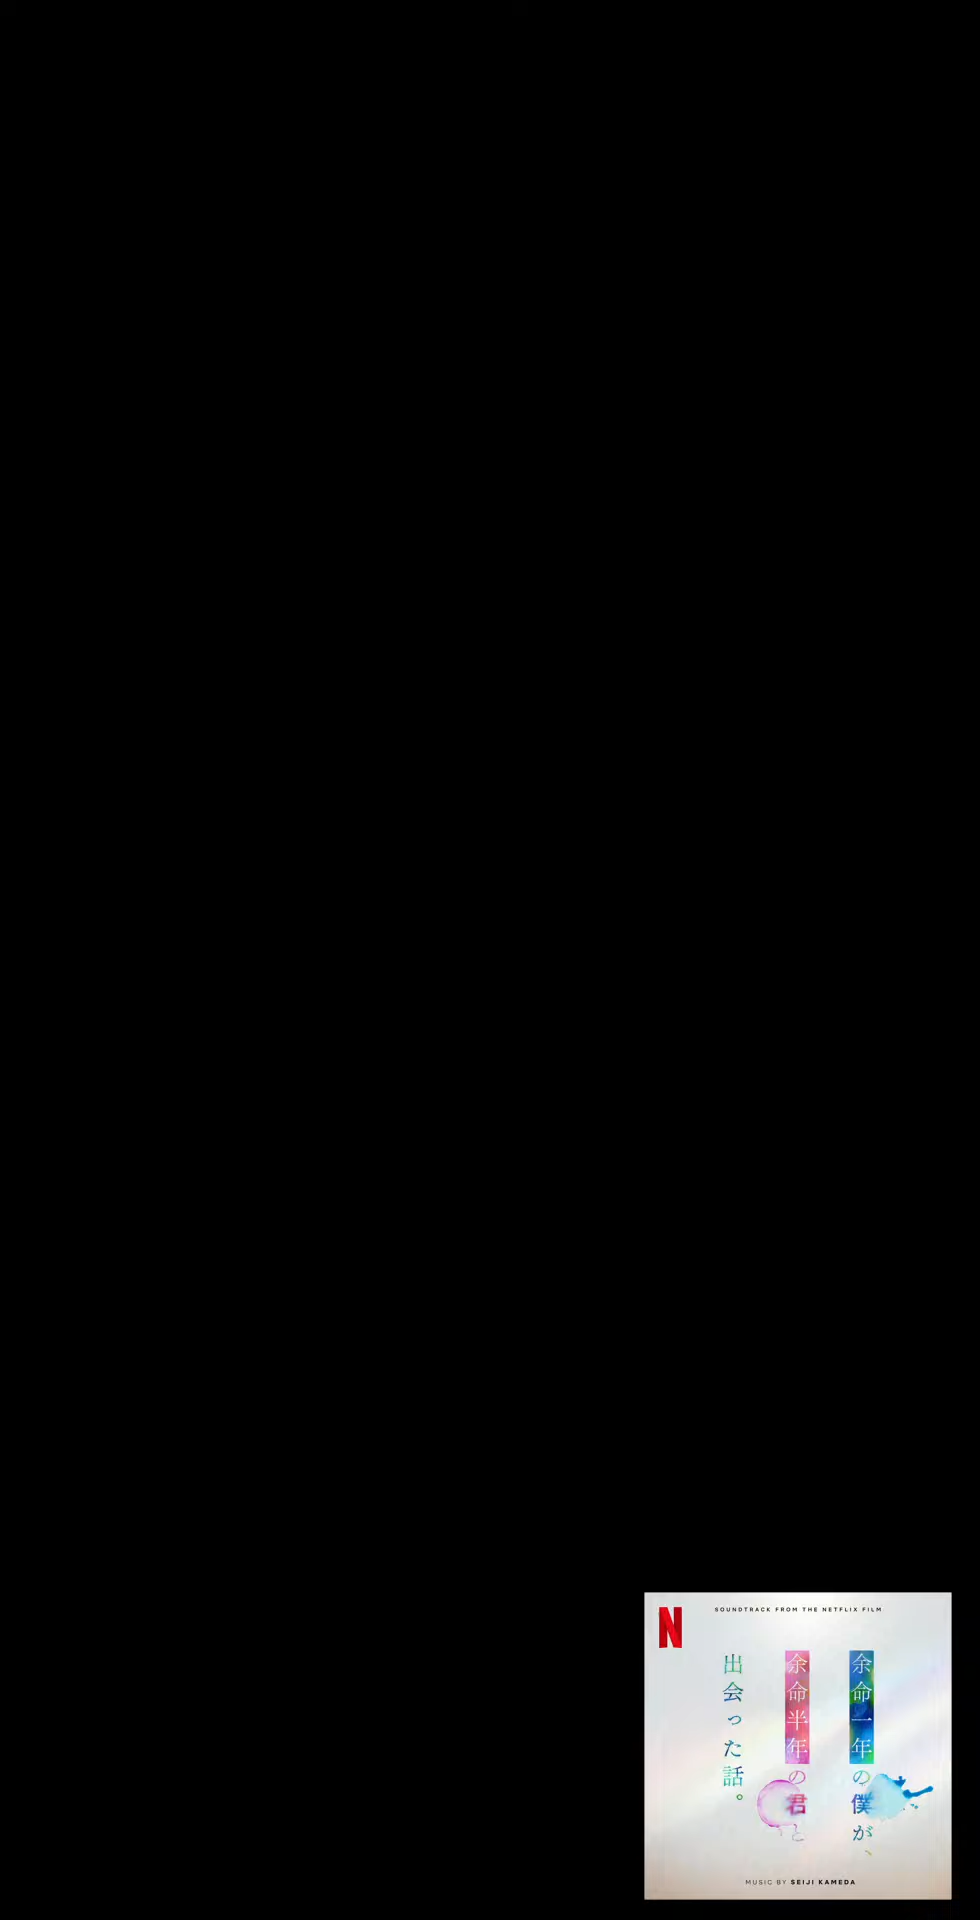 SOUNDTRACK FROM THE NETFLIX FILM
N
余命一年の僕が、
余命半年の君と
出会った話。
MUSIC BY SEIJI KAMEDA